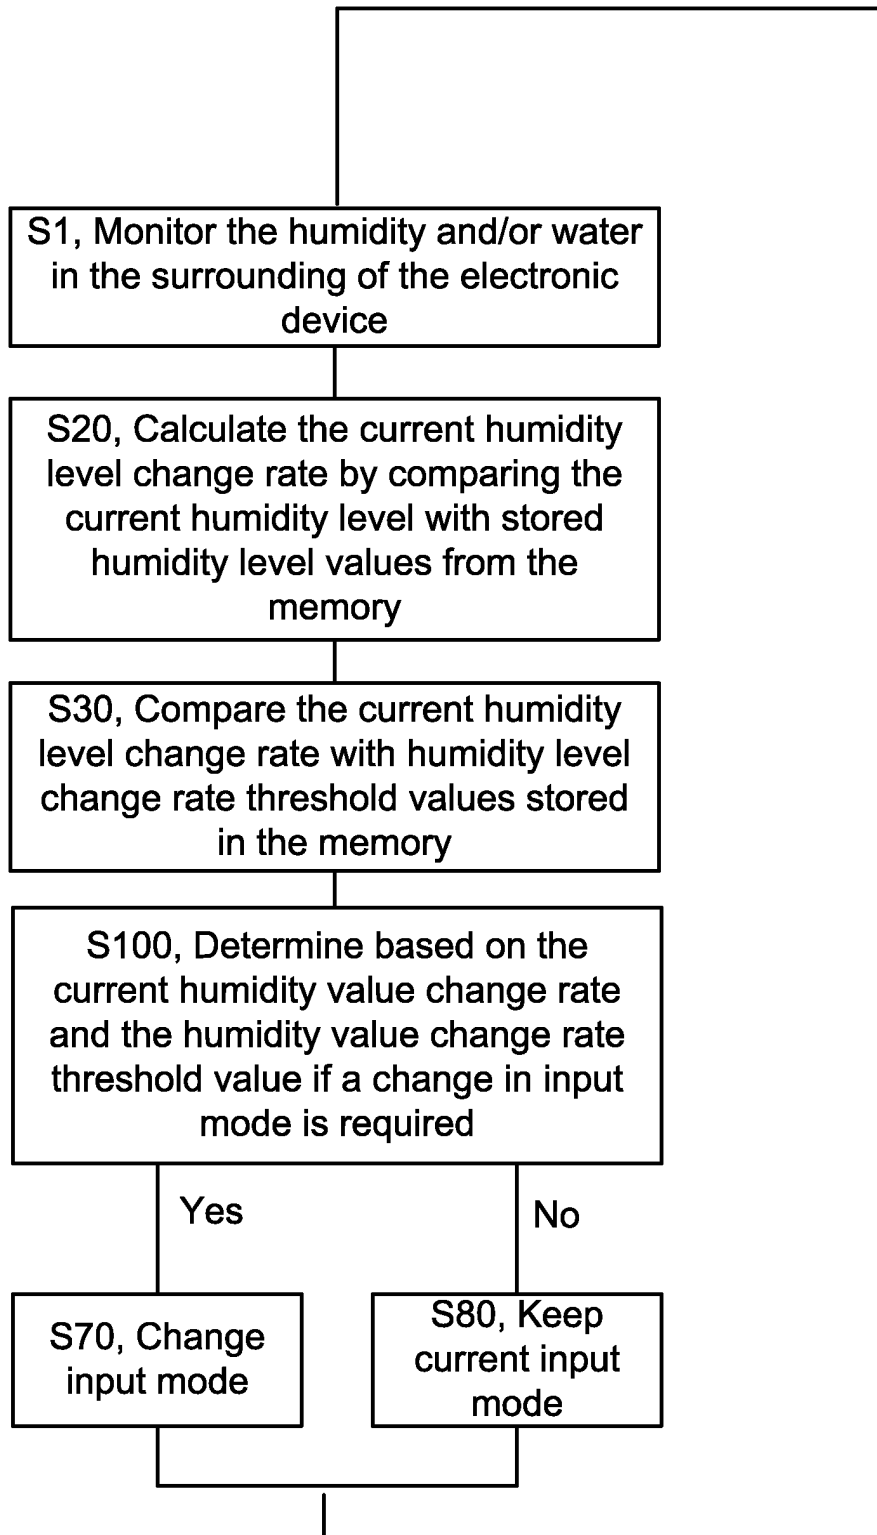 S1, Monitor the humidity and/or water
in the surrounding of the electronic
device
S20, Calculate the current humidity
level change rate by comparing the
current humidity level with stored
humidity level values from the
memory
S30, Compare the current humidity
level change rate with humidity level
change rate threshold values stored
in the memory
S100, Determine based on the
current humidity value change rate
and the humidity value change rate
threshold value if a change in input
mode is required
Yes
No
S70, Change
input mode
S80, Keep
current input
mode